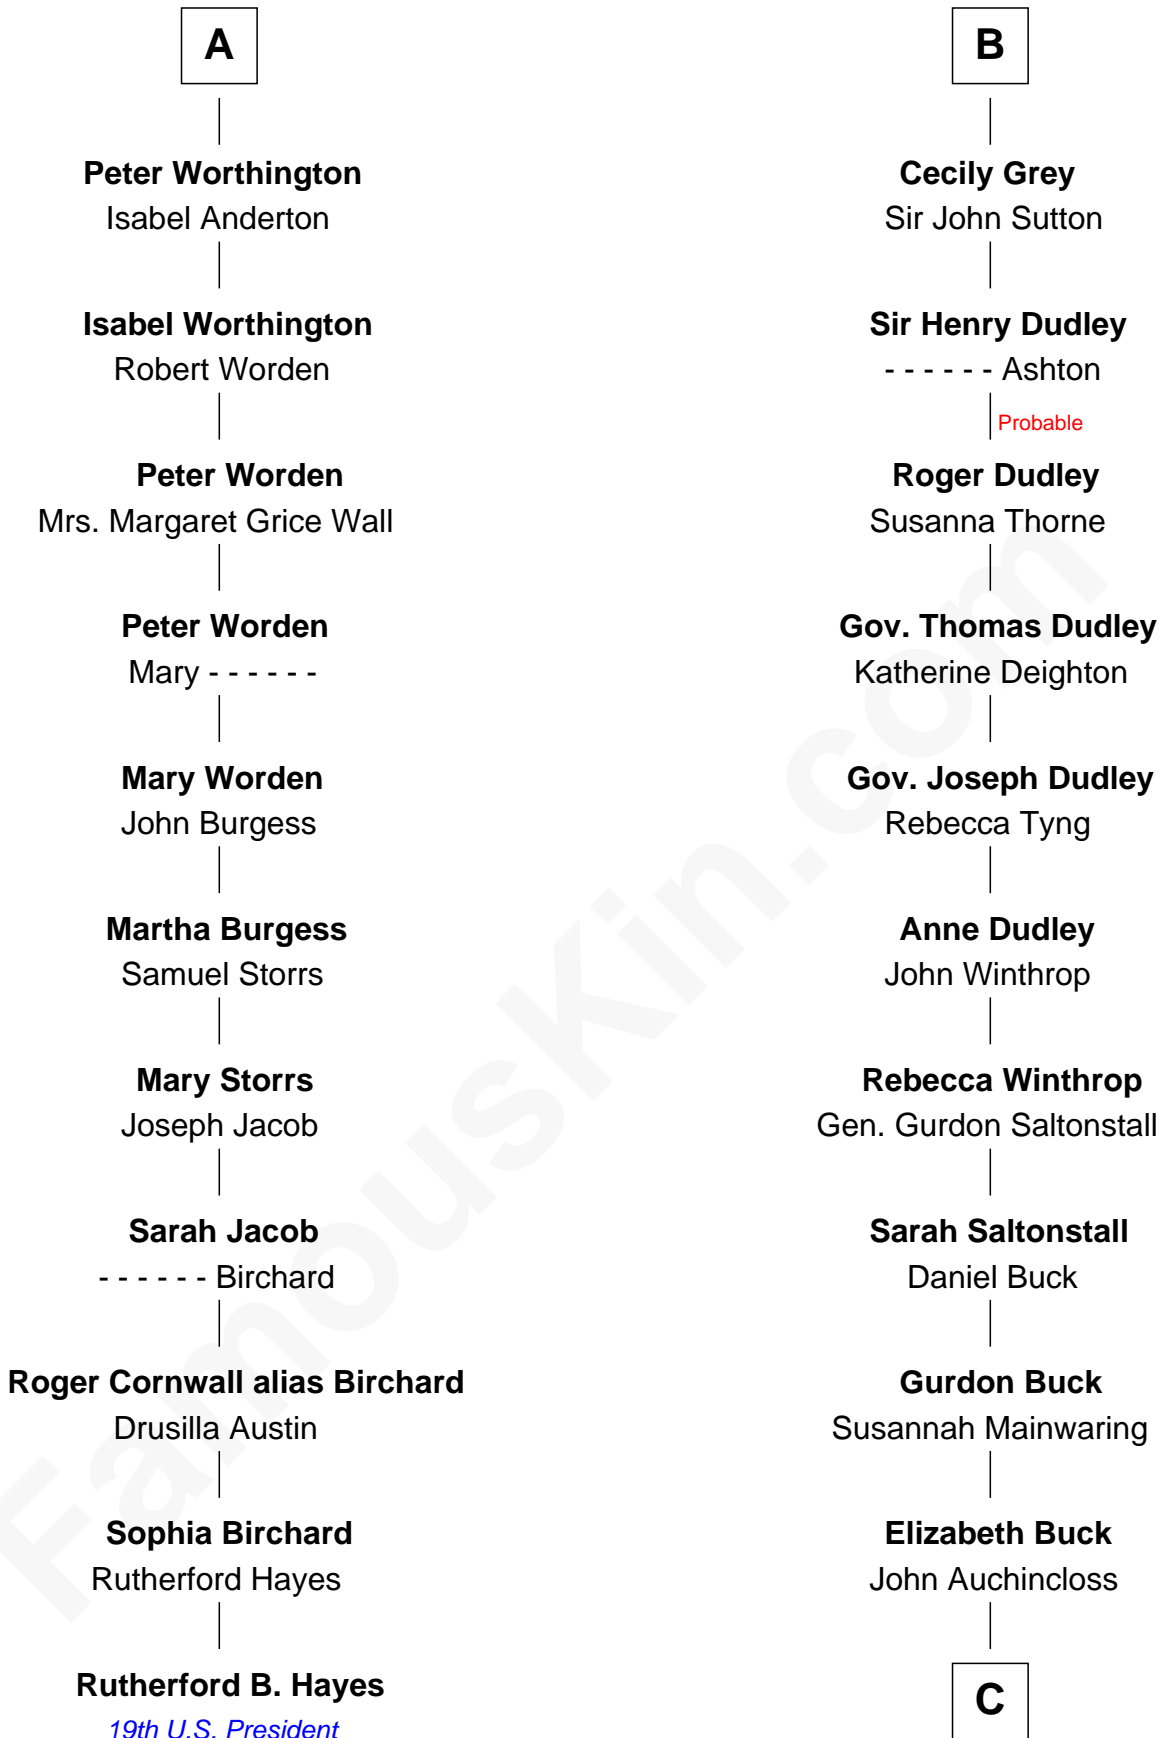 A
Peter Worthington
Isabel Anderton
Isabel Worthington
Robert Worden
Peter Worden
Mrs. Margaret Grice Wall
Peter Worden
Mary - - - - - -
Mary Worden
John Burgess
Martha Burgess
Samuel Storrs
Mary Storrs
Joseph Jacob
Sarah Jacob
- - - - - - Birchard
Roger Cornwall alias Birchard
Drusilla Austin
Sophia Birchard
Rutherford Hayes
Rutherford B. Hayes
19th U.S. President
B
Cecily Grey
Sir John Sutton
Sir Henry Dudley
- - - - - - Ashton
Probable
Roger Dudley
Susanna Thorne
Gov. Thomas Dudley
Katherine Deighton
Gov. Joseph Dudley
Rebecca Tyng
Anne Dudley
John Winthrop
Rebecca Winthrop
Gen. Gurdon Saltonstall
Sarah Saltonstall
Daniel Buck
Gurdon Buck
Susannah Mainwaring
Elizabeth Buck
John Auchincloss
C
FamousKin.com